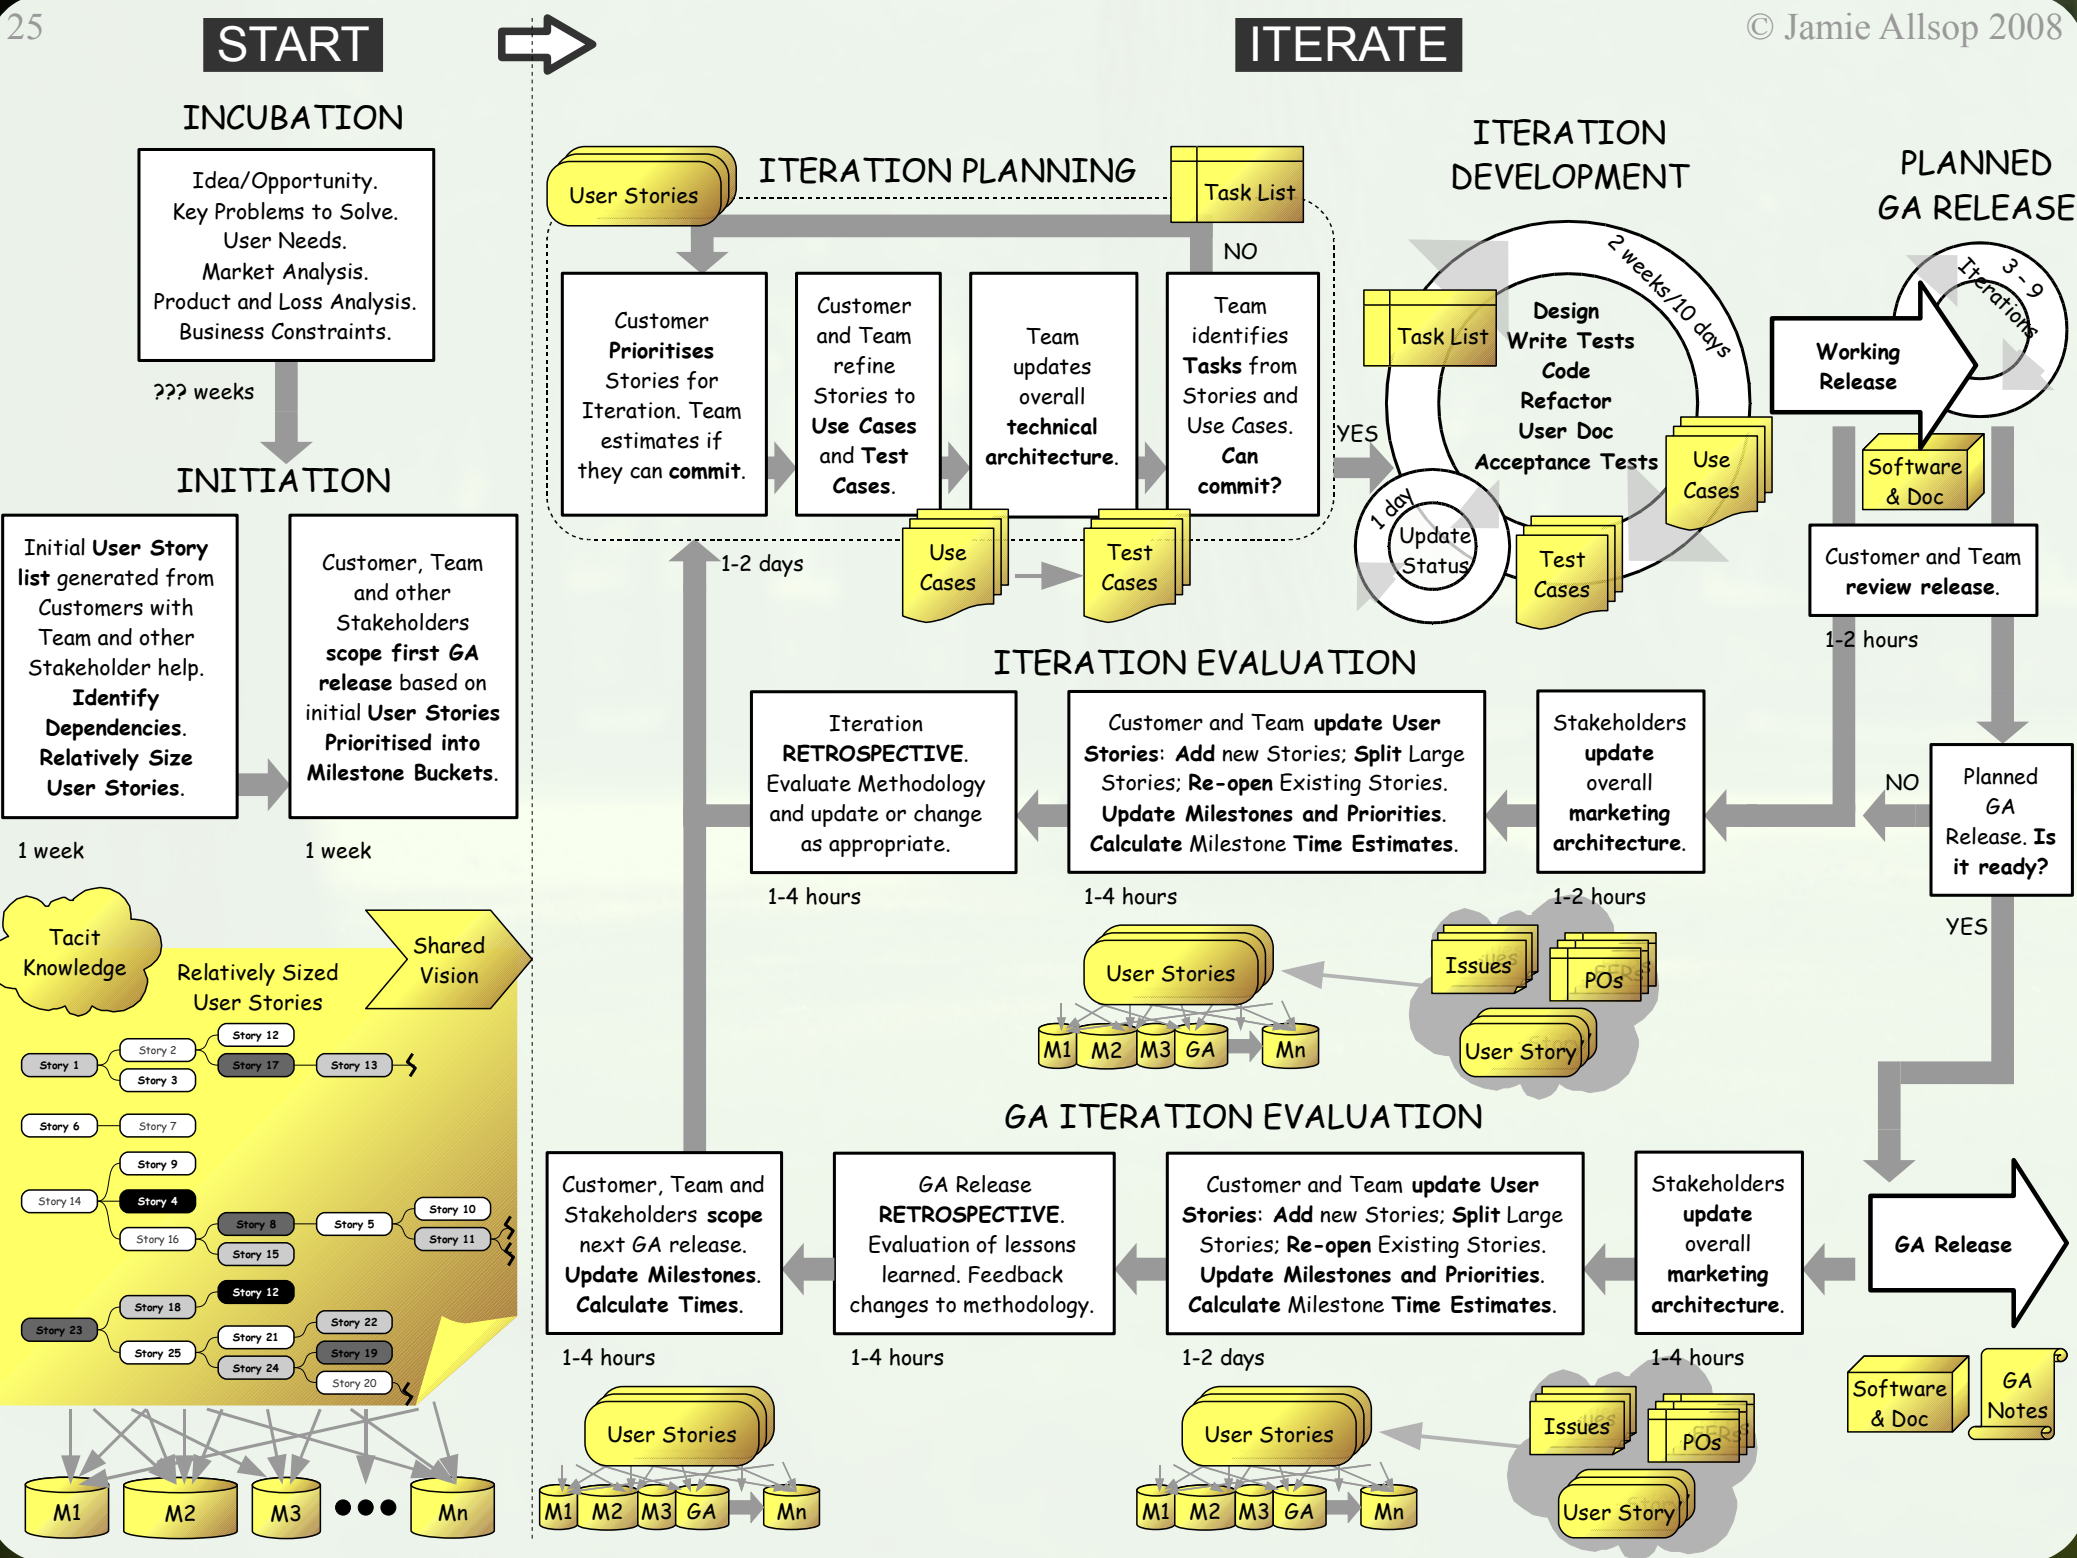 25
START
ITERATE
© Jamie Allsop 2008
INCUBATION
Idea/Opportunity.
Key Problems to Solve.
User Needs.
Market Analysis.
Product and Loss Analysis.
Business Constraints.
??? weeks
INITIATION
Initial User Story
list generated from
Customers with
Team and other
Stakeholder help.
Identify
Dependencies.
Relatively Size
User Stories.
1 week
Customer, Team
and other
Stakeholders
scope first GA
release based on
initial User Stories
Prioritised into
Milestone Buckets.
1 week
Tacit
Knowledge
Relatively Sized
User Stories
Shared
Vision
Story 1
Story 2
Story 3
Story 12
Story 17
Story 13
Story 6
Story 7
Story 14
Story 9
Story 4
Story 16
Story 8
Story 15
Story 5
Story 10
Story 11
Story 23
Story 18
Story 12
Story 25
Story 21
Story 24
Story 22
Story 19
Story 20
M1
M2
M3
Mn
ITERATION PLANNING
User Stories
Task List
NO
Customer
Prioritises
Stories for
Iteration. Team
estimates if
they can commit.
Customer
and Team
refine
Stories to
Use Cases
and Test
Cases.
Team
updates
overall
technical
architecture.
Team
identifies
Tasks from
Stories and
Use Cases.
Can
commit?
YES
1-2 days
Use
Cases
Test
Cases
ITERATION
DEVELOPMENT
2 weeks/10 days
Task List
Design
Write Tests
Code
Refactor
User Doc
Acceptance Tests
Use
Cases
Test
Cases
1 day
Update
Status
PLANNED
GA RELEASE
3 - 9
Iterations
Working
Release
Software
& Doc
Customer and Team
review release.
1-2 hours
Planned
GA
Release. Is
it ready?
NO
YES
ITERATION EVALUATION
Iteration
RETROSPECTIVE.
Evaluate Methodology
and update or change
as appropriate.
1-4 hours
Customer and Team update User
Stories: Add new Stories; Split Large
Stories; Re-open Existing Stories.
Update Milestones and Priorities.
Calculate Milestone Time Estimates.
1-4 hours
Stakeholders
update
overall
marketing
architecture.
1-2 hours
User Stories
M1
M2
M3
GA
Mn
Issues
POs
User Story
GA ITERATION EVALUATION
Customer, Team and
Stakeholders scope
next GA release.
Update Milestones.
Calculate Times.
1-4 hours
GA Release
RETROSPECTIVE.
Evaluation of lessons
learned. Feedback
changes to methodology.
1-4 hours
Customer and Team update User
Stories: Add new Stories; Split Large
Stories; Re-open Existing Stories.
Update Milestones and Priorities.
Calculate Milestone Time Estimates.
1-2 days
Stakeholders
update
overall
marketing
architecture.
1-4 hours
GA Release
Software
& Doc
GA
Notes
User Stories
M1
M2
M3
GA
Mn
User Stories
M1
M2
M3
GA
Mn
Issues
POs
User Story